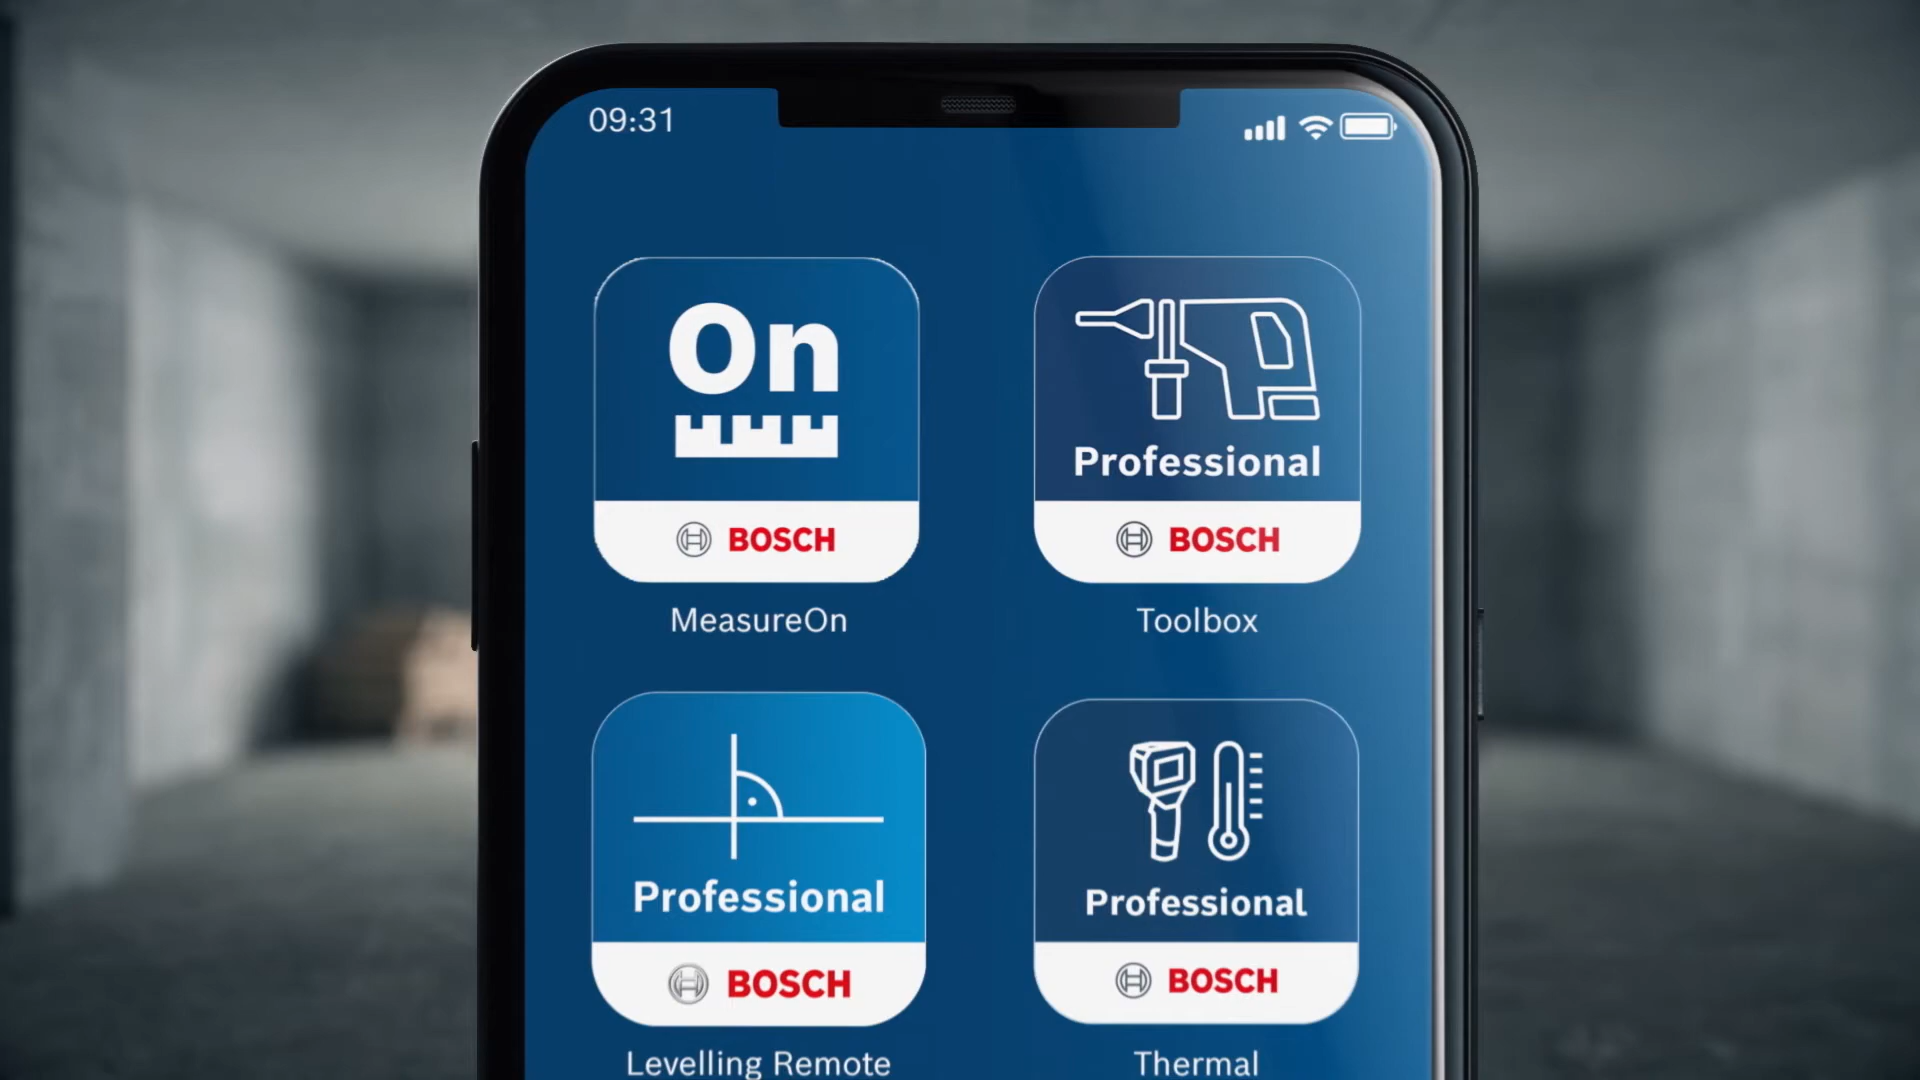 09:31
On
BOSCH
MeasureOn
Professional
BOSCH
Toolbox
Professional
BOSCH
Levelling Remote
Professional
BOSCH
Thermal